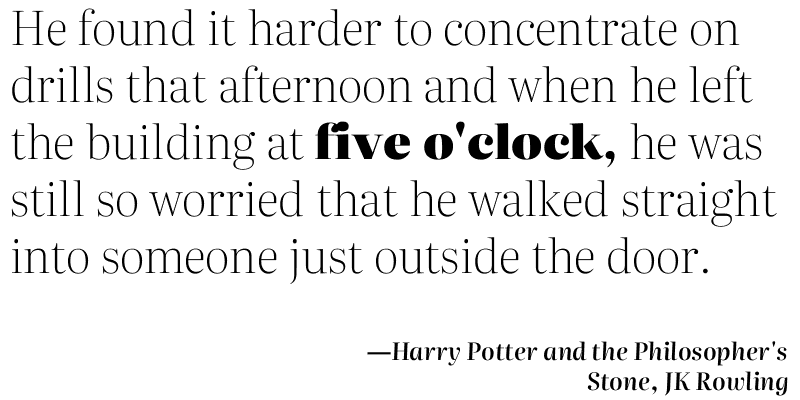 He found it harder to concentrate on
drills that afternoon and when he left
the building at five o'clock, he was
still so worried that he walked straight
into someone just outside the door.
—Harry Potter and the Philosopher's
Stone, JK Rowling